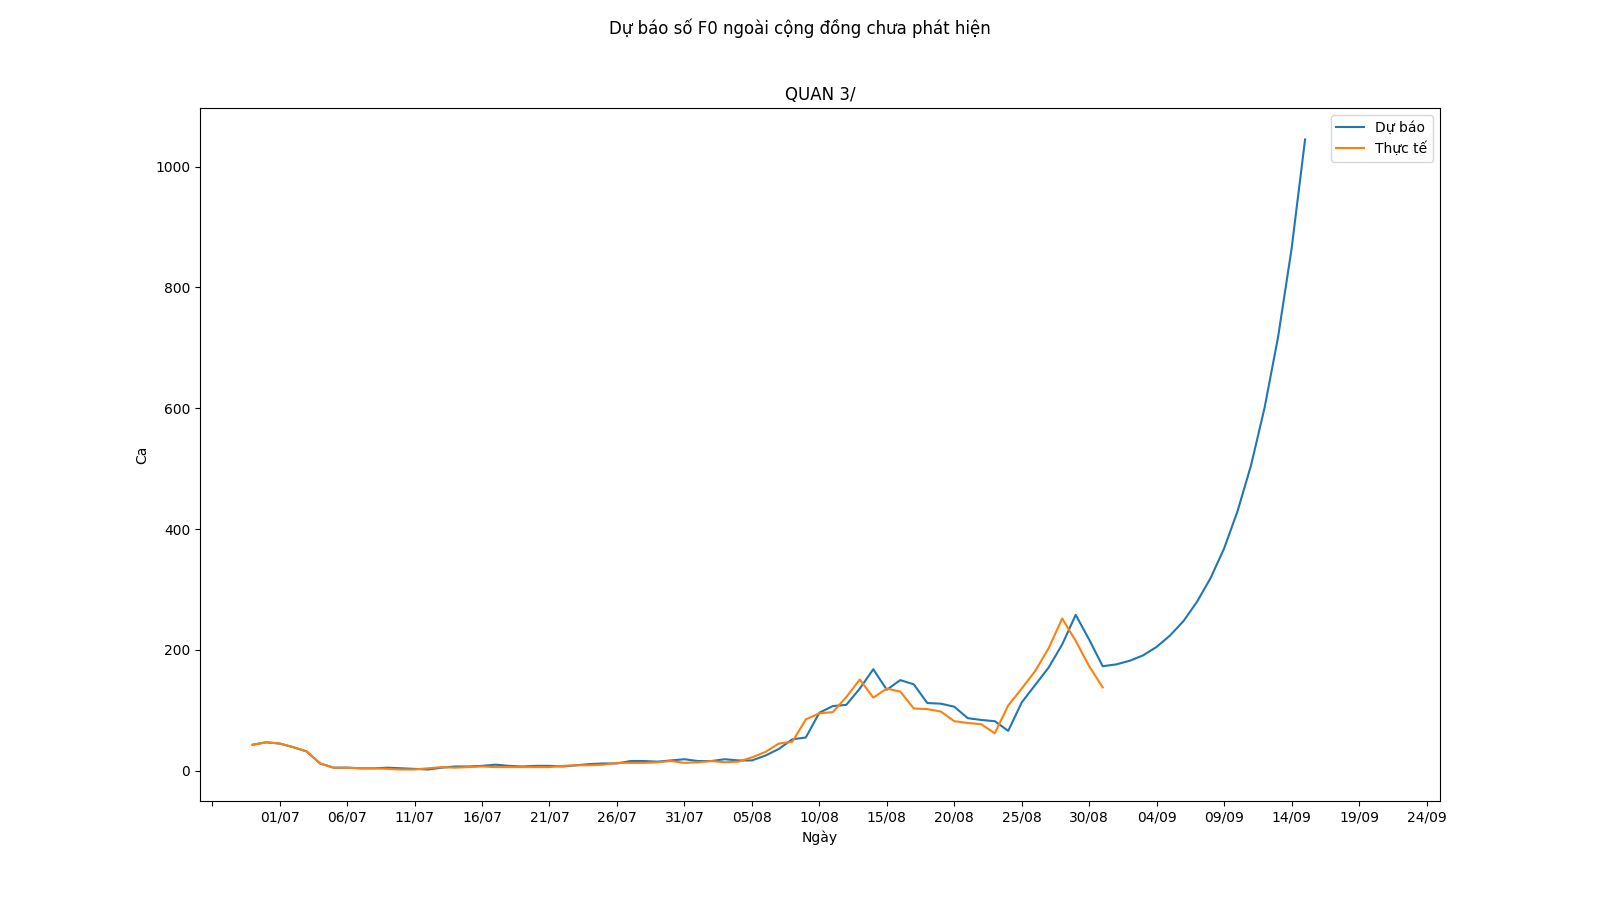 Dự báo số F0 ngoài cộng đồng chưa phát hiện
QUAN 3/
Dự báo
Thực tế
1000
800
600
400
200
0
Ca
01/07 06/07 11/07 16/07 21/07 26/07 31/07 05/08 10/08 15/08 20/08 25/08 30/08 04/09 09/09 14/09 19/09 24/09
Ngày